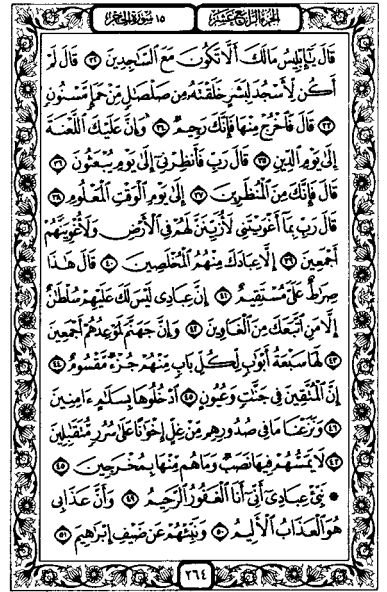 الجزء الرابع عشر ١٥ سورة الحجر
قَالَ يَٰٓإِبْلِيسُ مَالَكَ أَلَّا تَكُونَ مَعَ ٱلسَّٰجِدِينَ ٣٢ قَالَ لَمْ
أَكُن لِّأَسْجُدَ لِبَشَرٍ خَلَقْتَهُۥ مِن صَلْصَٰلٍ مِّنْ حَمَإٍ مَّسْنُونٍ
٣٣ قَالَ فَٱخْرُجْ مِنْهَا فَإِنَّكَ رَجِيمٌ ٣٤ وَإِنَّ عَلَيْكَ ٱللَّعْنَةَ
إِلَىٰ يَوْمِ ٱلدِّينِ ٣٥ قَالَ رَبِّ فَأَنظِرْنِىٓ إِلَىٰ يَوْمِ يُبْعَثُونَ ٣٦
قَالَ فَإِنَّكَ مِنَ ٱلْمُنظَرِينَ ٣٧ إِلَىٰ يَوْمِ ٱلْوَقْتِ ٱلْمَعْلُومِ ٣٨
قَالَ رَبِّ بِمَآ أَغْوَيْتَنِى لَأُزَيِّنَنَّ لَهُمْ فِى ٱلْأَرْضِ وَلَأُغْوِيَنَّهُمْ
أَجْمَعِينَ ٣٩ إِلَّا عِبَادَكَ مِنْهُمُ ٱلْمُخْلَصِينَ ٤٠ قَالَ هَٰذَا
صِرَٰطٌ عَلَىَّ مُسْتَقِيمٌ ٤١ إِنَّ عِبَادِى لَيْسَ لَكَ عَلَيْهِمْ سُلْطَٰنٌ
إِلَّا مَنِ ٱتَّبَعَكَ مِنَ ٱلْغَاوِينَ ٤٢ وَإِنَّ جَهَنَّمَ لَمَوْعِدُهُمْ أَجْمَعِينَ
٤٣ لَهَا سَبْعَةُ أَبْوَٰبٍ لِّكُلِّ بَابٍ مِّنْهُمْ جُزْءٌ مَّقْسُومٌ ٤٤
إِنَّ ٱلْمُتَّقِينَ فِى جَنَّٰتٍ وَعُيُونٍ ٤٥ ٱدْخُلُوهَا بِسَلَٰمٍ ءَامِنِينَ
٤٦ وَنَزَعْنَا مَا فِى صُدُورِهِم مِّنْ غِلٍّ إِخْوَٰنًا عَلَىٰ سُرُرٍ مُّتَقَٰبِلِينَ
٤٧ لَا يَمَسُّهُمْ فِيهَا نَصَبٌ وَمَا هُم مِّنْهَا بِمُخْرَجِينَ ٤٨
۞ نَبِّئْ عِبَادِىٓ أَنِّىٓ أَنَا ٱلْغَفُورُ ٱلرَّحِيمُ ٤٩ وَأَنَّ عَذَابِى
هُوَ ٱلْعَذَابُ ٱلْأَلِيمُ ٥٠ وَنَبِّئْهُمْ عَن ضَيْفِ إِبْرَٰهِيمَ ٥١
٢٦٤